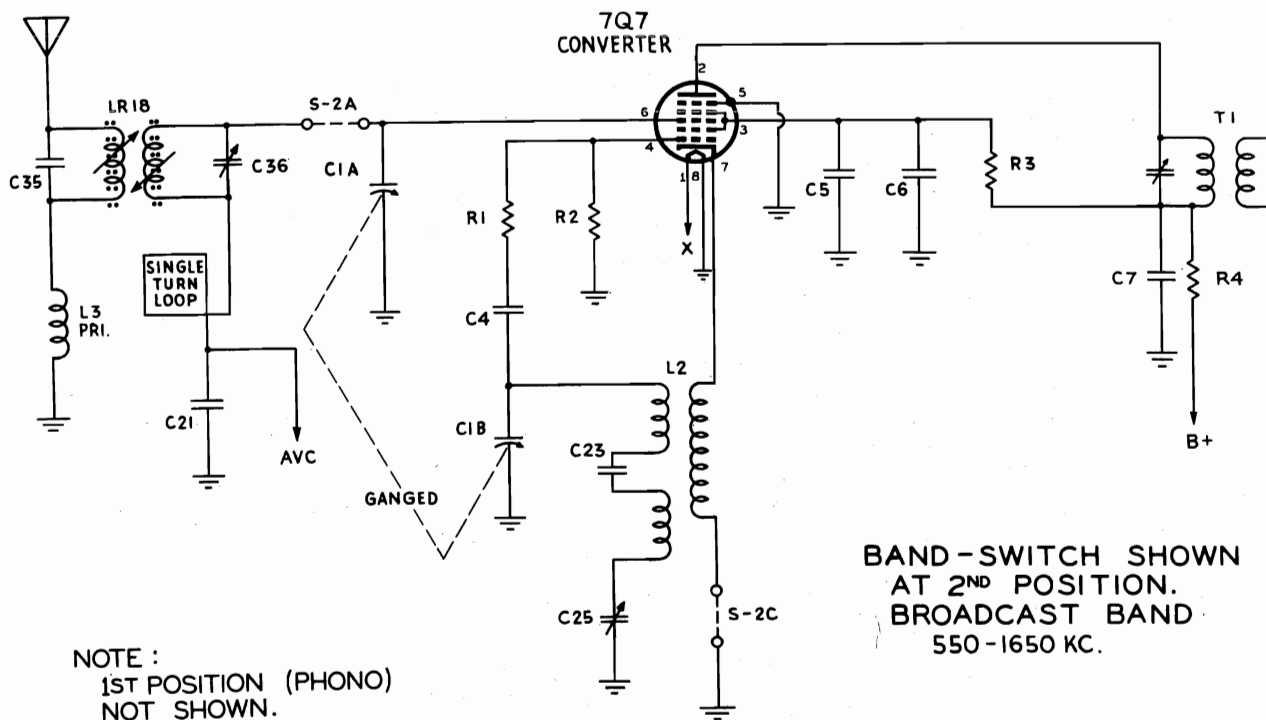 7Q7
CONVERTER
2
5
LR18
S-2A
6
3
T1
4
C35
C36
C1A
1
8
7
R1
R2
X
C5
C6
R3
SINGLE
TURN
LOOP
L3
PRI.
C4
C7
R4
L2
C21
AVC
C1B
C23
B+
GANGED
BAND-SWITCH SHOWN
AT 2ND POSITION.
BROADCAST BAND
550-1650 KC.
C25
S-2C
NOTE :
1ST POSITION (PHONO)
NOT SHOWN.